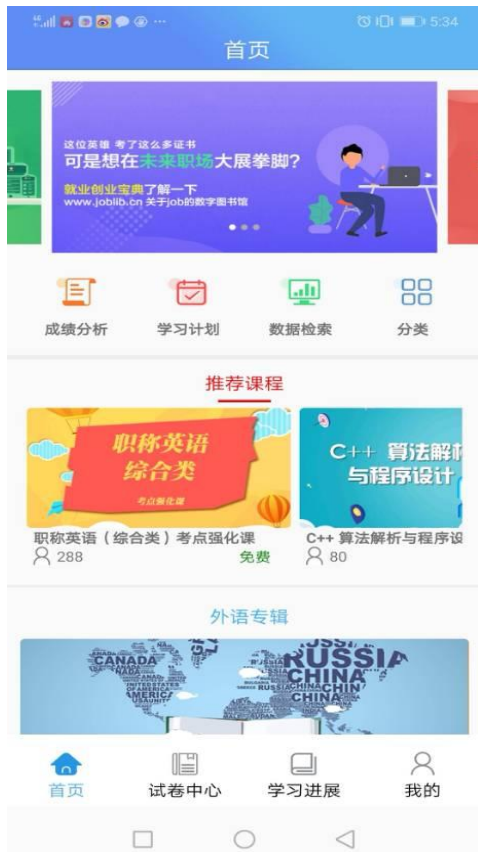 5:34
首页
这位英雄 考了这么多证书
可是想在未来职场大展拳脚?
就业创业宝典了解一下
www.joblib.cn 关于job的数字图书馆
成绩分析
学习计划
数据检索
分类
推荐课程
职称英语
综合类
考点强化课
C++ 算法解析
与程序设计
职称英语(综合类)考点强化课
288
免费
C++ 算法解析与程序设
80
外语专辑
CANADA
UNITED STATES
OF AMERICA
AMERICA
RUSSIA
CHINA
CHINA
CHINA
首页
试卷中心
学习进展
我的